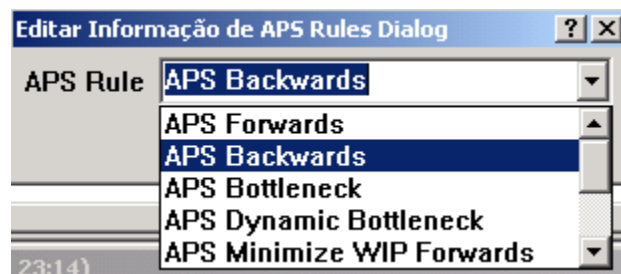 Editar Informação de APS Rules Dialog
APS Rule APS Backwards
APS Forwards
APS Backwards
APS Bottleneck
APS Dynamic Bottleneck
APS Minimize WIP Forwards
23:14)